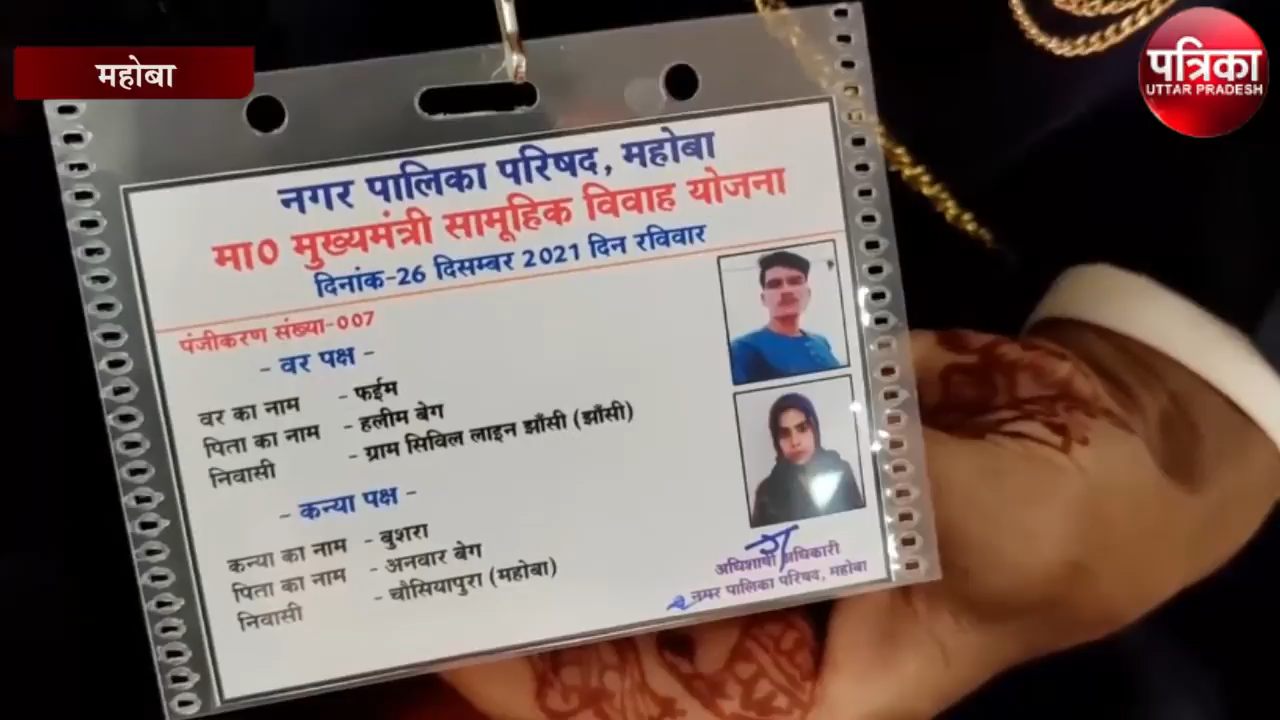 महोबा
पत्रिका
UTTAR PRADESH
नगर पालिका परिषद, महोबा
मा0 मुख्यमंत्री सामूहिक विवाह योजना
दिनांक-26 दिसम्बर 2021 दिन रविवार
पंजीकरण संख्या-007
- वर पक्ष -
वर का नाम - फईम
पिता का नाम - हलीम बेग
निवासी - ग्राम सिविल लाइन झाँसी (झाँसी)
- कन्या पक्ष -
कन्या का नाम - बुशरा
पिता का नाम - अनवार बेग
निवासी - चौसियापुरा (महोबा)
अधिशाषी अधिकारी
नगर पालिका परिषद, महोबा